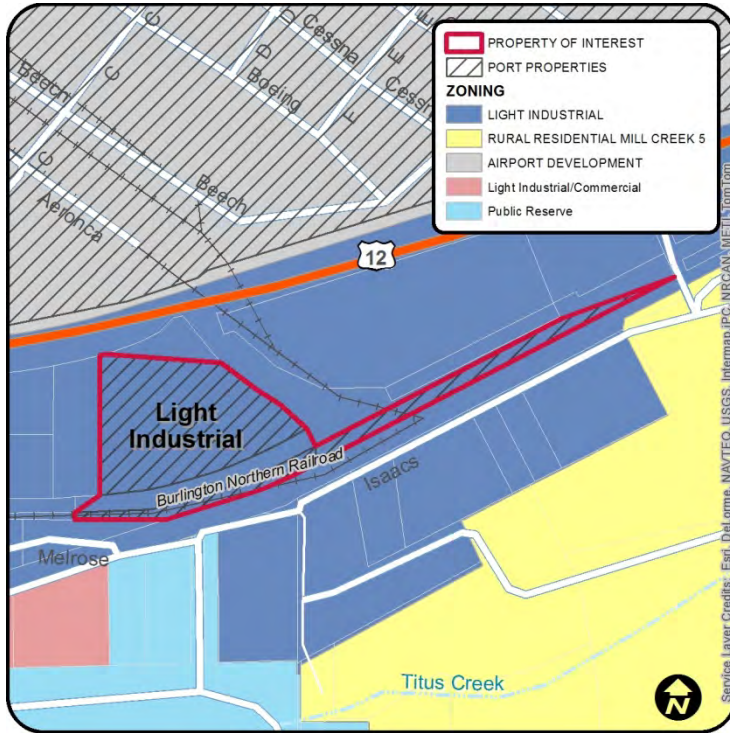 PROPERTY OF INTEREST
PORT PROPERTIES
ZONING
LIGHT INDUSTRIAL
RURAL RESIDENTIAL MILL CREEK 5
AIRPORT DEVELOPMENT
Light Industrial/Commercial
Public Reserve
Cessna
Boeing
Cessn
Beech
Beech
Aeronca
C
C
C
D
D
E
E
F
F
12
Light
Industrial
Burlington Northern Railroad
Isaacs
Melrose
Titus Creek
N
Service Layer Credits: Esri, DeLorme, NAVTEQ, USGS, Intermap, iPC, NRCAN, METI, TomTom